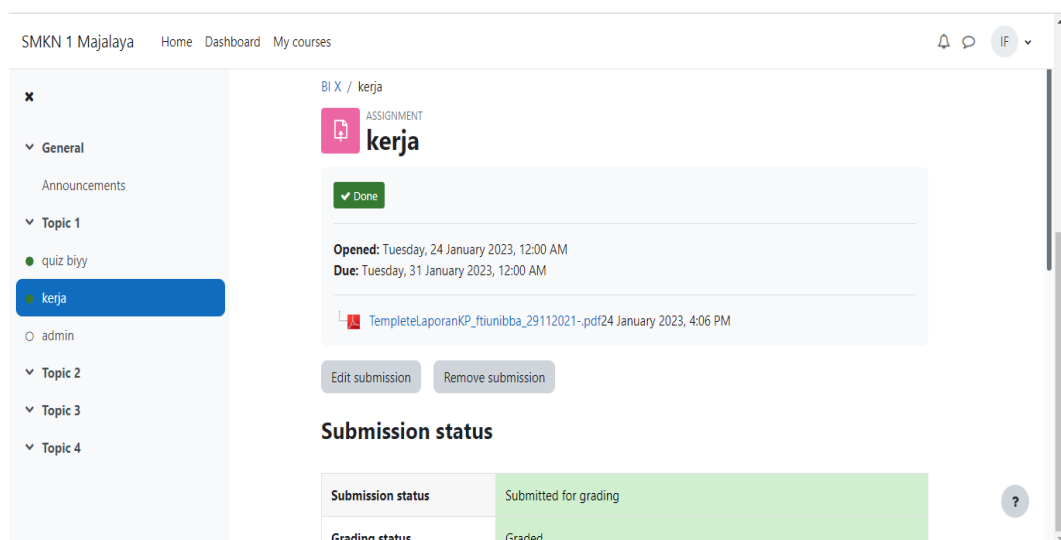 SMKN 1 Majalaya Home Dashboard My courses IF
General
Announcements
Topic 1
quiz biyy
kerja
admin
Topic 2
Topic 3
Topic 4
BI X / kerja
ASSIGNMENT
kerja
Done
Opened: Tuesday, 24 January 2023, 12:00 AM
Due: Tuesday, 31 January 2023, 12:00 AM
TempleteLaporanKP_ftiunibba_29112021-.pdf24 January 2023, 4:06 PM
Edit submission Remove submission
Submission status
Submission status Submitted for grading
Grading status Graded
?